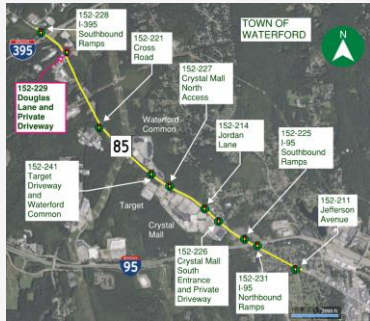 TOWN OF
WATERFORD
N
395
152-228
I-395
Southbound
Ramps
152-221
Cross
Road
152-227
Crystal Mall
North
Access
152-229
Douglas
Lane and
Private
Driveway
Waterford
Common
85
152-214
Jordan
Lane
152-225
I-95
Southbound
Ramps
152-241
Target
Driveway
and
Waterford
Common
Target
Crystal
Mall
152-211
Jefferson
Avenue
95
152-226
Crystal Mall
South
Entrance
and Private
Driveway
152-231
I-95
Northbound
Ramps